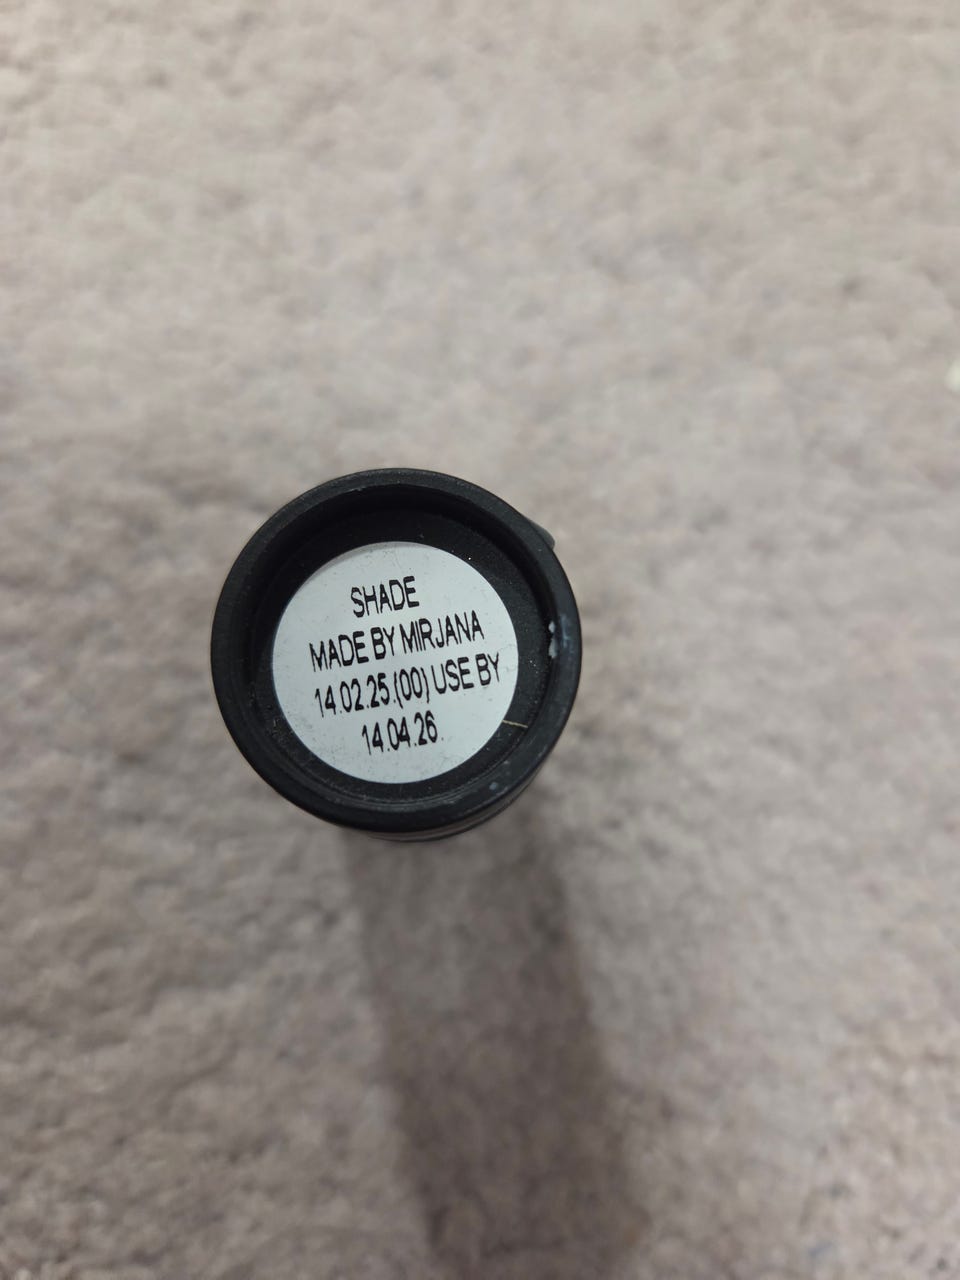 SHADE
MADE BY MIRJANA
14.02.25.(00) USE BY
14.04.26.